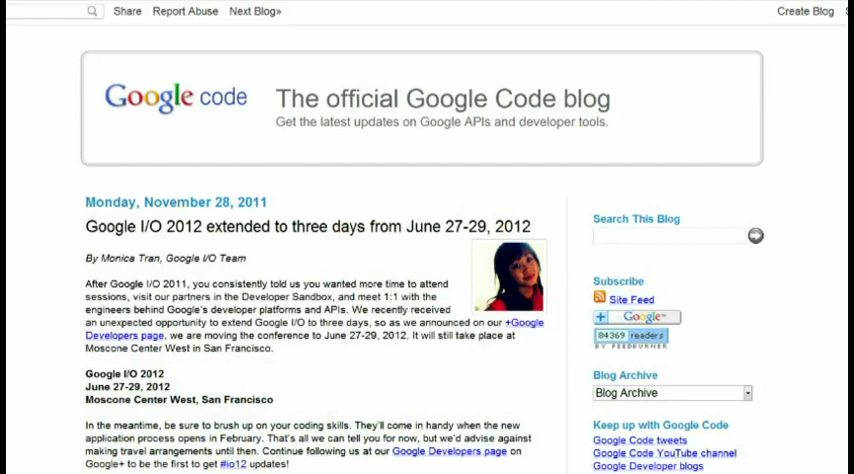 Share Report Abuse Next Blog» Create Blog
Google code
The official Google Code blog
Get the latest updates on Google APIs and developer tools.
Monday, November 28, 2011
Google I/O 2012 extended to three days from June 27-29, 2012
By Monica Tran, Google I/O Team
After Google I/O 2011, you consistently told us you wanted more time to attend
sessions, visit our partners in the Developer Sandbox, and meet 1:1 with the
engineers behind Google's developer platforms and APIs. We recently received
an unexpected opportunity to extend Google I/O to three days, so as we announced on our +Google
Developers page, we are moving the conference to June 27-29, 2012. It will still take place at
Moscone Center West in San Francisco.
Google I/O 2012
June 27-29, 2012
Moscone Center West, San Francisco
In the meantime, be sure to brush up on your coding skills. They'll come in handy when the new
application process opens in February. That's all we can tell you for now, but we'd advise against
making travel arrangements until then. Continue following us at our Google Developers page on
Google+ to be the first to get #io12 updates!
Search This Blog
Subscribe
Site Feed
+ Google
84369 readers
BY FEEDBURNER
Blog Archive
Blog Archive
Keep up with Google Code
Google Code tweets
Google Code YouTube channel
Google Developer blogs